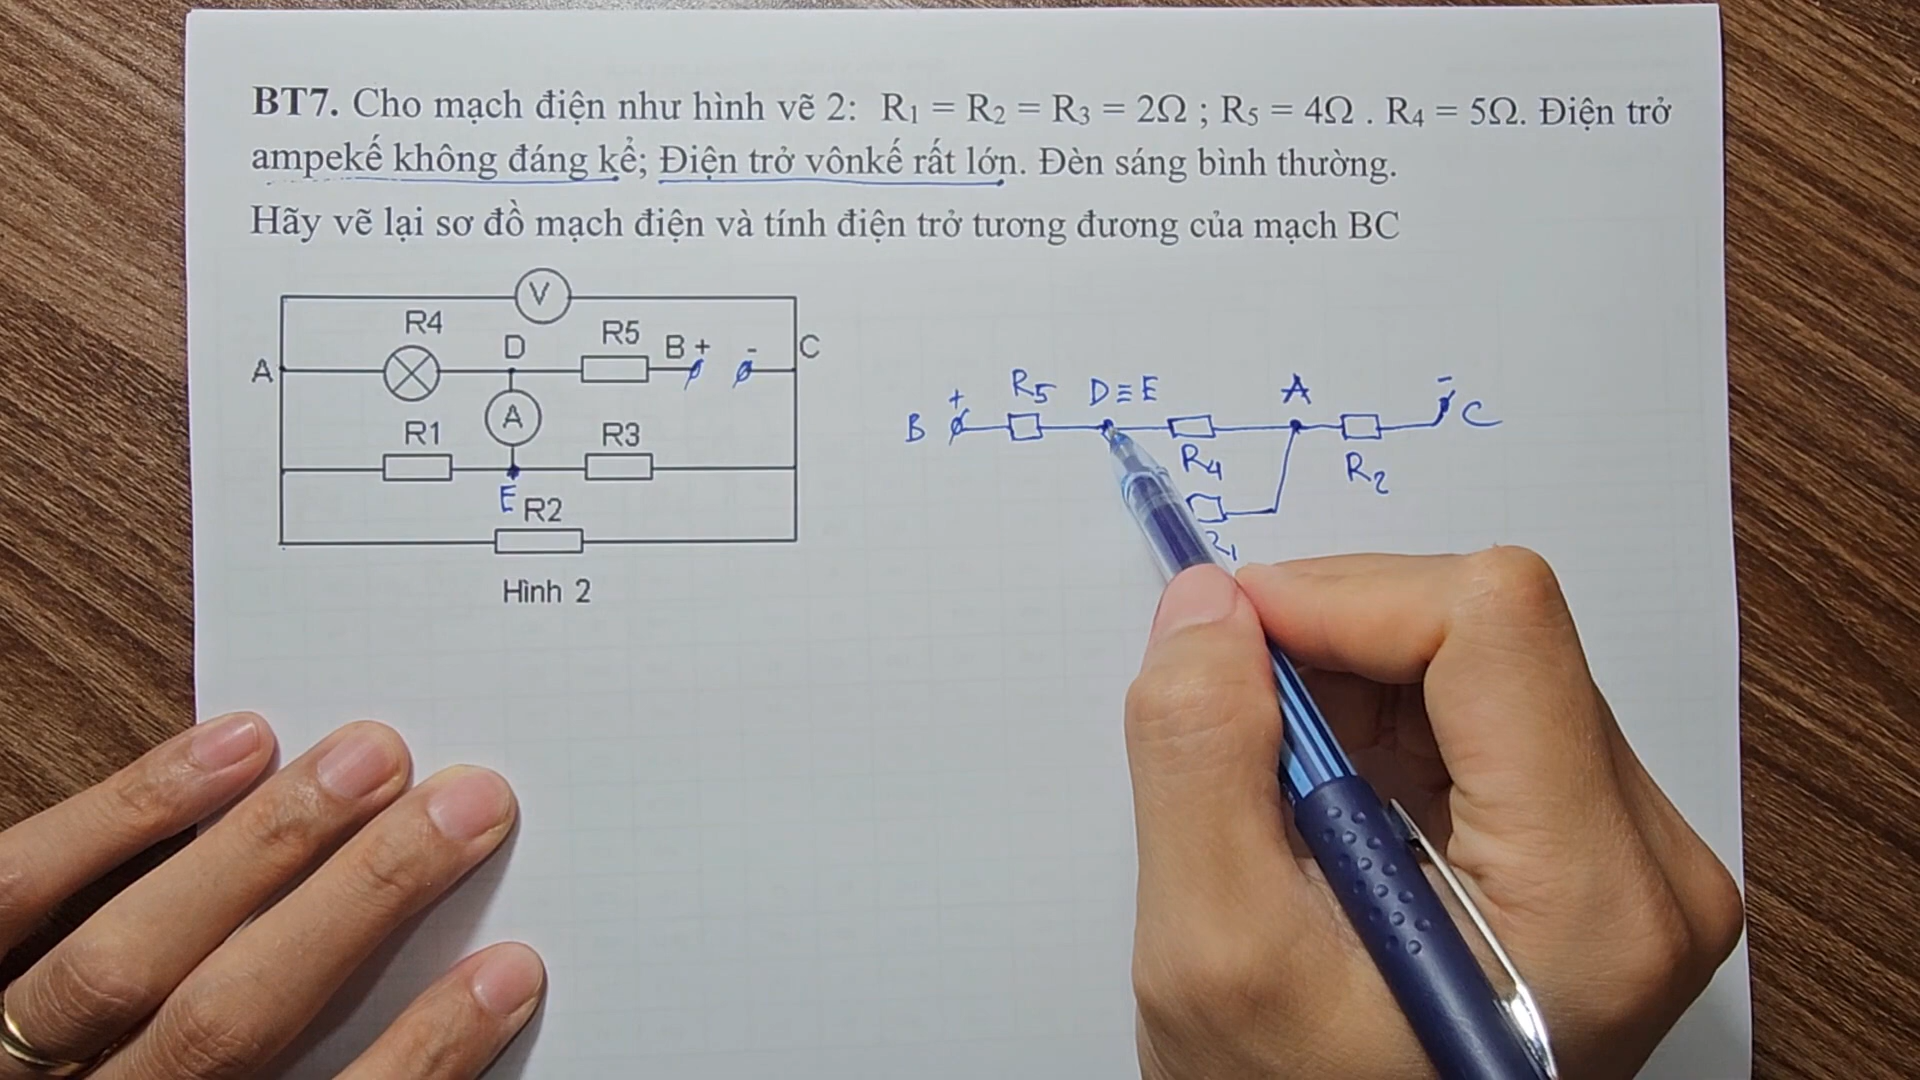 BT7. Cho mạch điện như hình vẽ 2: R1 = R2 = R3 = 2Ω ; R5 = 4Ω . R4 = 5Ω. Điện trở
ampekế không đáng kể; Điện trở vônkế rất lớn. Đèn sáng bình thường.
Hãy vẽ lại sơ đồ mạch điện và tính điện trở tương đương của mạch BC
V
R4
D
R5
B + -
C
A
A
R1
R3
E
R2
Hình 2
B
+
R5
D ≡ E
A
-
C
R4
R2